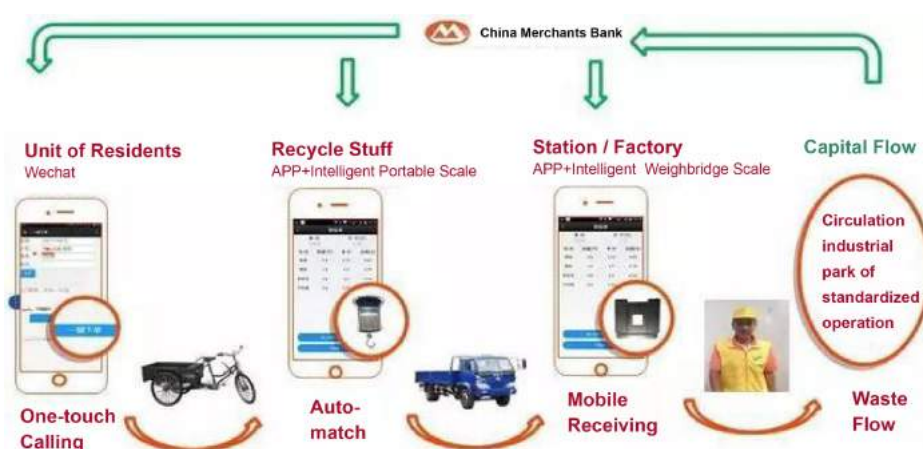 China Merchants Bank
Unit of Residents
Wechat
Recycle Stuff
APP+Intelligent Portable Scale
Station / Factory
APP+Intelligent Weighbridge Scale
Capital Flow
Circulation
industrial
park of
standardized
operation
One-touch
Calling
Auto-
match
Mobile
Receiving
Waste
Flow